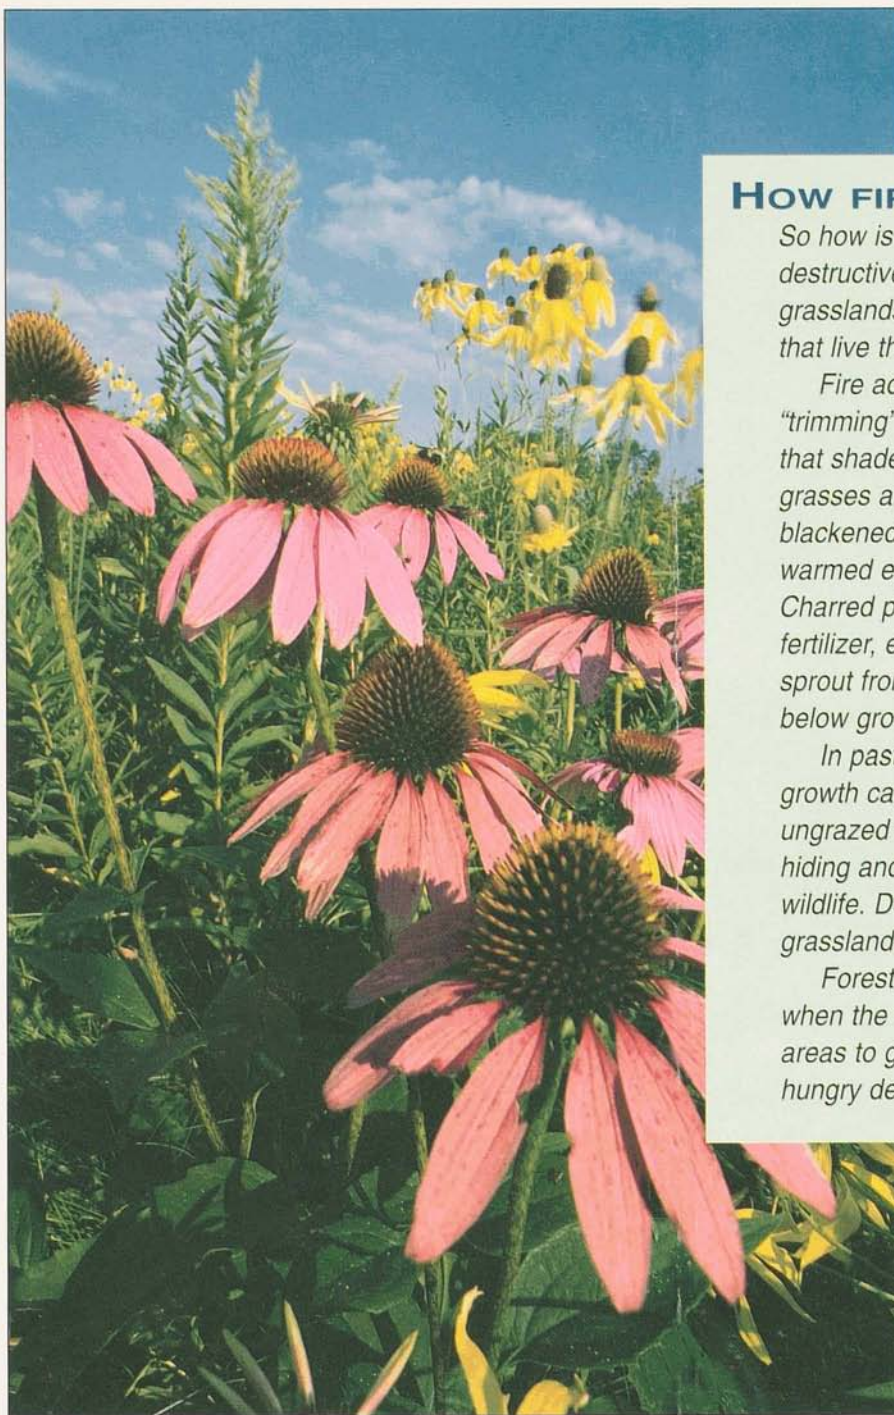 HOW FIR
So how is
destructive
grasslands
that live th
Fire ac
"trimming"
that shade
grasses a
blackened
warmed e
Charred p
fertilizer, e
sprout fro
below gro
In past
growth ca
ungrazed
hiding and
wildlife. D
grassland
Forest
when the
areas to g
hungry de